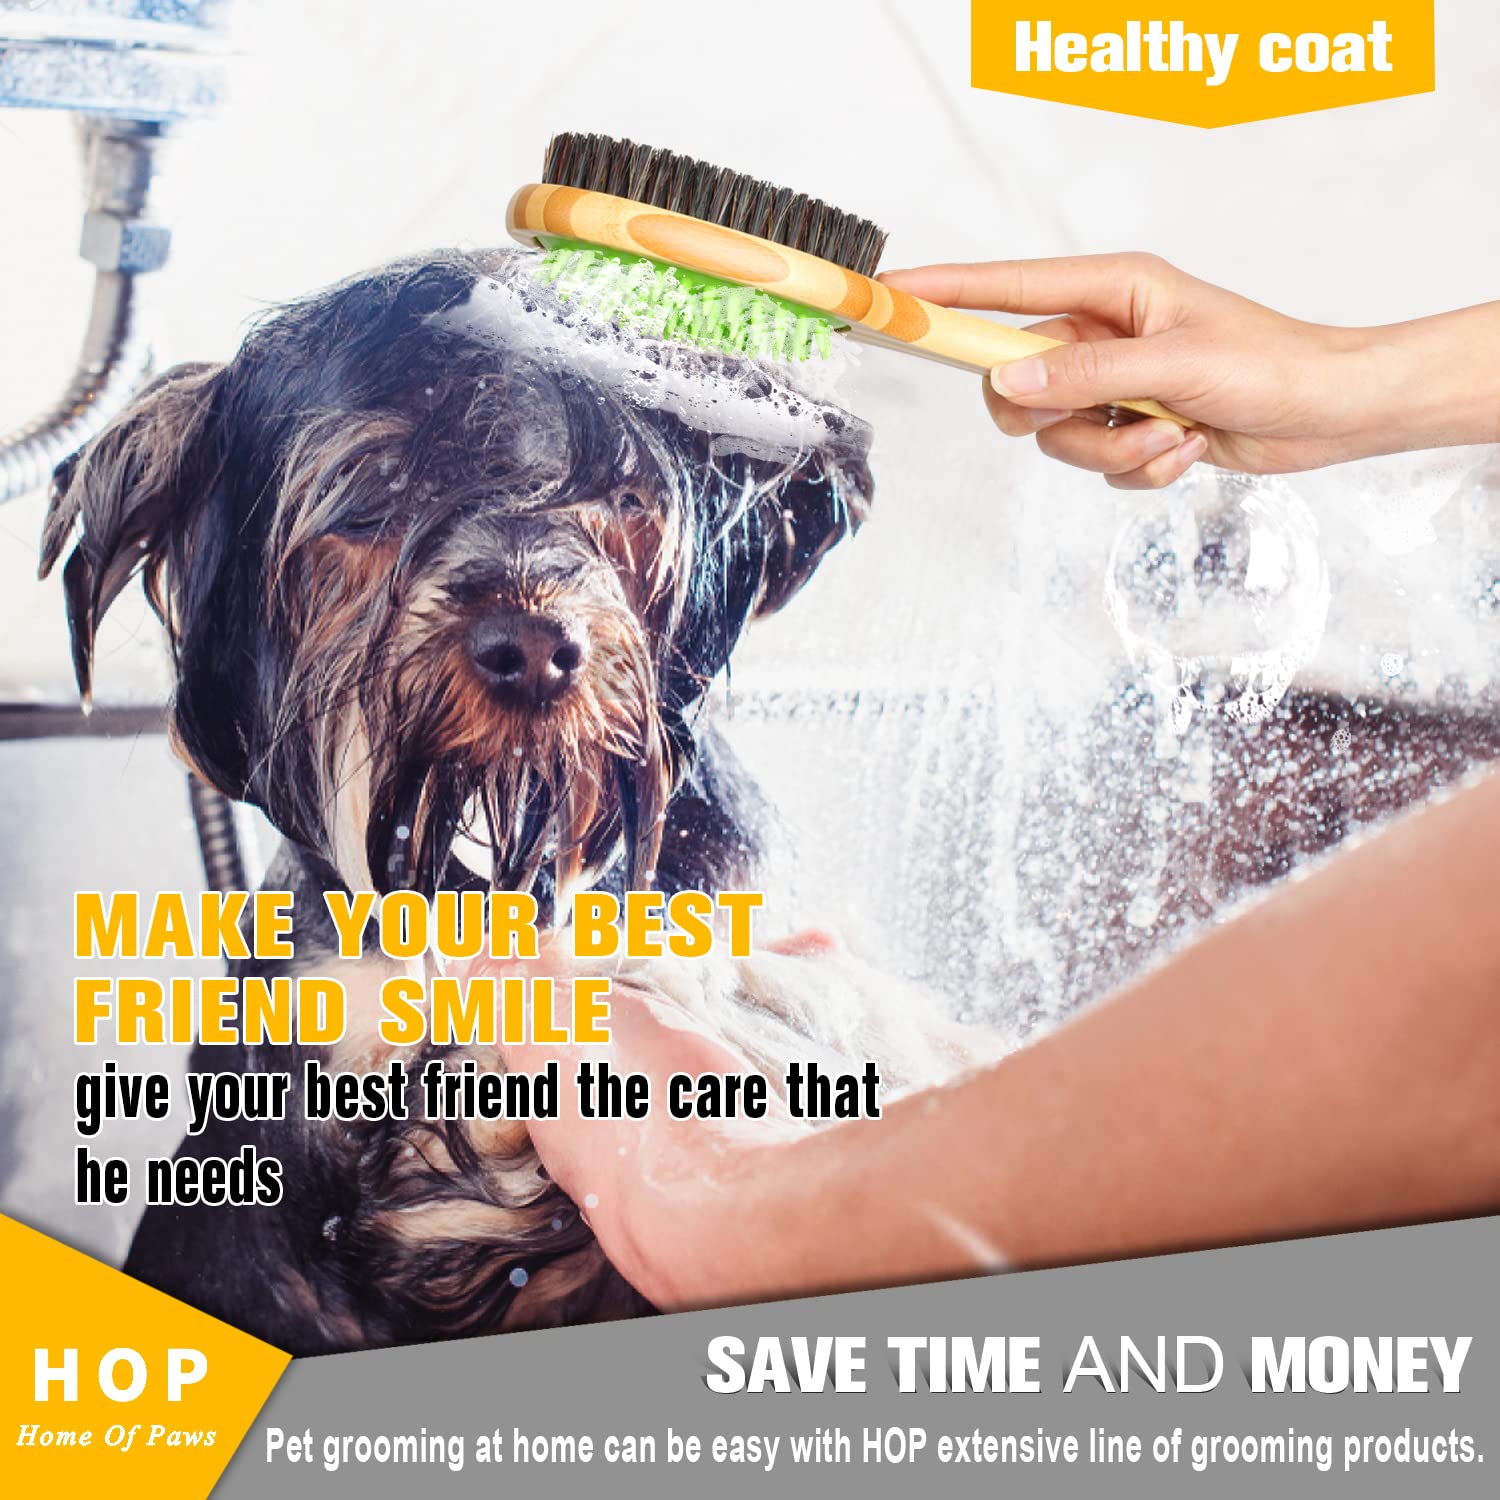 Healthy coat
MAKE YOUR BEST
FRIEND SMILE
give your best friend the care that
he needs
HOP
Home Of Paws
SAVE TIME AND MONEY
Pet grooming at home can be easy with HOP extensive line of grooming products.